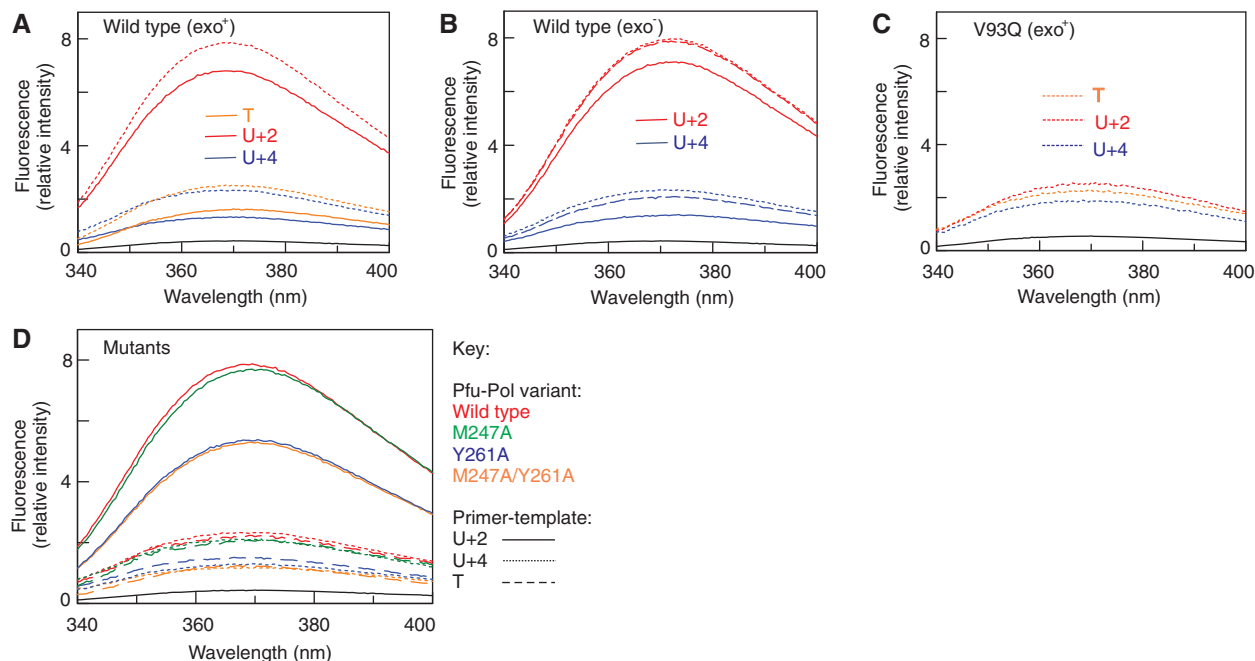 A
Wild type (exo⁺)
Fluorescence
(relative intensity)
8
4
0
T
U+2
U+4
340
360
380
400
Wavelength (nm)
B
Wild type (exo⁻)
Fluorescence
(relative intensity)
8
4
0
U+2
U+4
340
360
380
400
Wavelength (nm)
C
V93Q (exo⁺)
Fluorescence
(relative intensity)
8
4
0
T
U+2
U+4
340
360
380
400
Wavelength (nm)
D
Mutants
Fluorescence
(relative intensity)
8
4
0
340
360
380
400
Wavelength (nm)
Key:
Pfu-Pol variant:
Wild type
M247A
Y261A
M247A/Y261A
Primer-template:
U+2
U+4
T